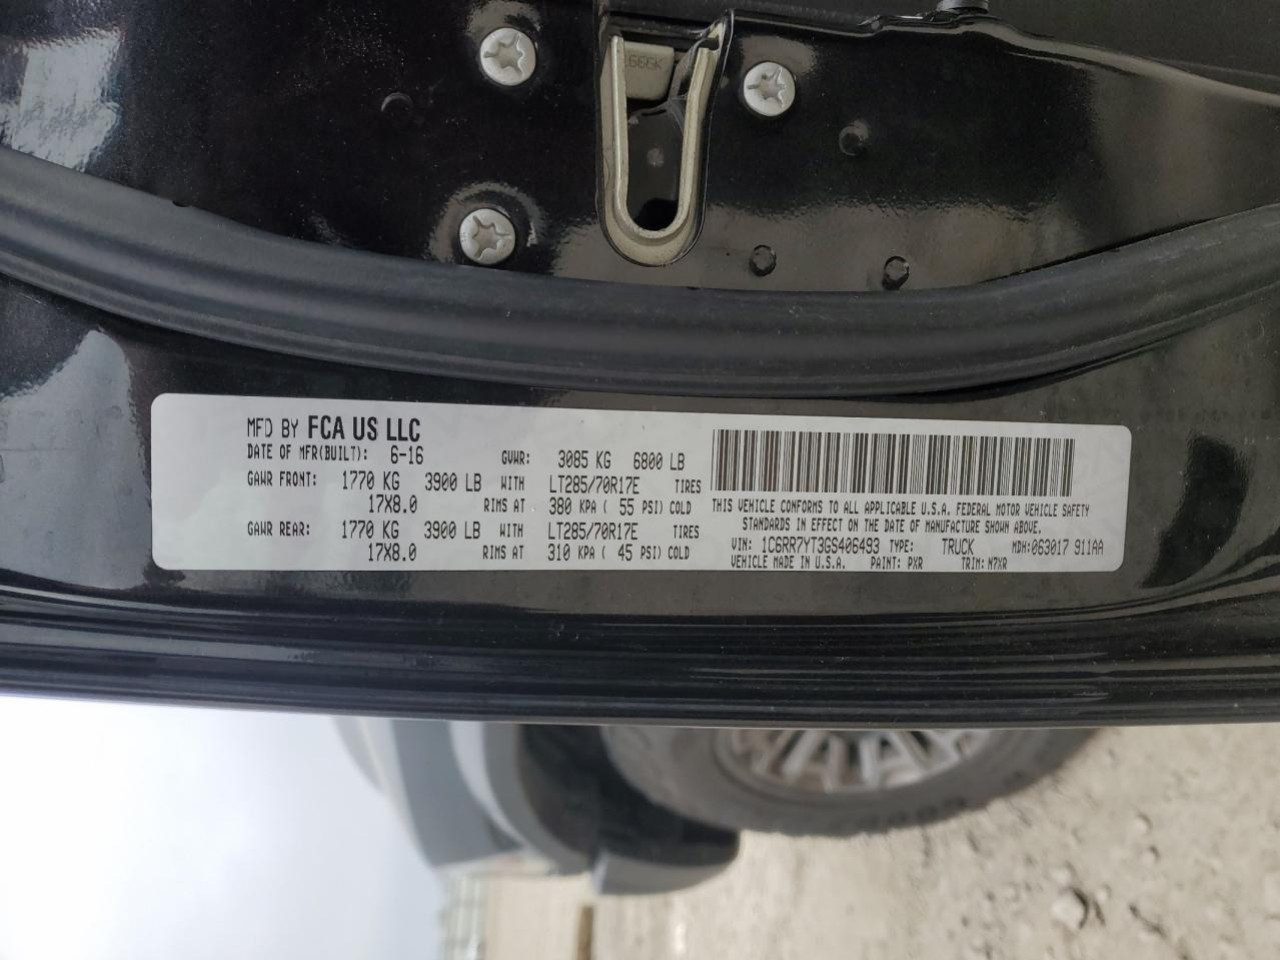 MFD BY FCA US LLC
DATE OF MFR(BUILT): 6-16 GVWR: 3085 KG 6800 LB
GAWR FRONT: 1770 KG 3900 LB WITH LT285/70R17E TIRES
17X8.0 RIMS AT 380 KPA ( 55 PSI) COLD
GAWR REAR: 1770 KG 3900 LB WITH LT285/70R17E TIRES
17X8.0 RIMS AT 310 KPA ( 45 PSI) COLD
THIS VEHICLE CONFORMS TO ALL APPLICABLE U.S.A. FEDERAL MOTOR VEHICLE SAFETY
STANDARDS IN EFFECT ON THE DATE OF MANUFACTURE SHOWN ABOVE.
VIN: 1C6RR7YT3GS406493 TYPE: TRUCK MDH:063017 911AA
VEHICLE MADE IN U.S.A. PAINT: PXR TRIM: N7XR